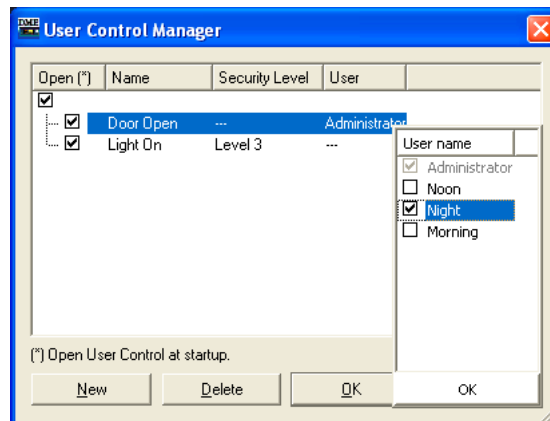 DME User Control Manager
Open (*) Name Security Level User
Door Open --- Administrator
Light On Level 3 ---
User name
Administrator
Noon
Night
Morning
(*) Open User Control at startup.
New Delete OK OK